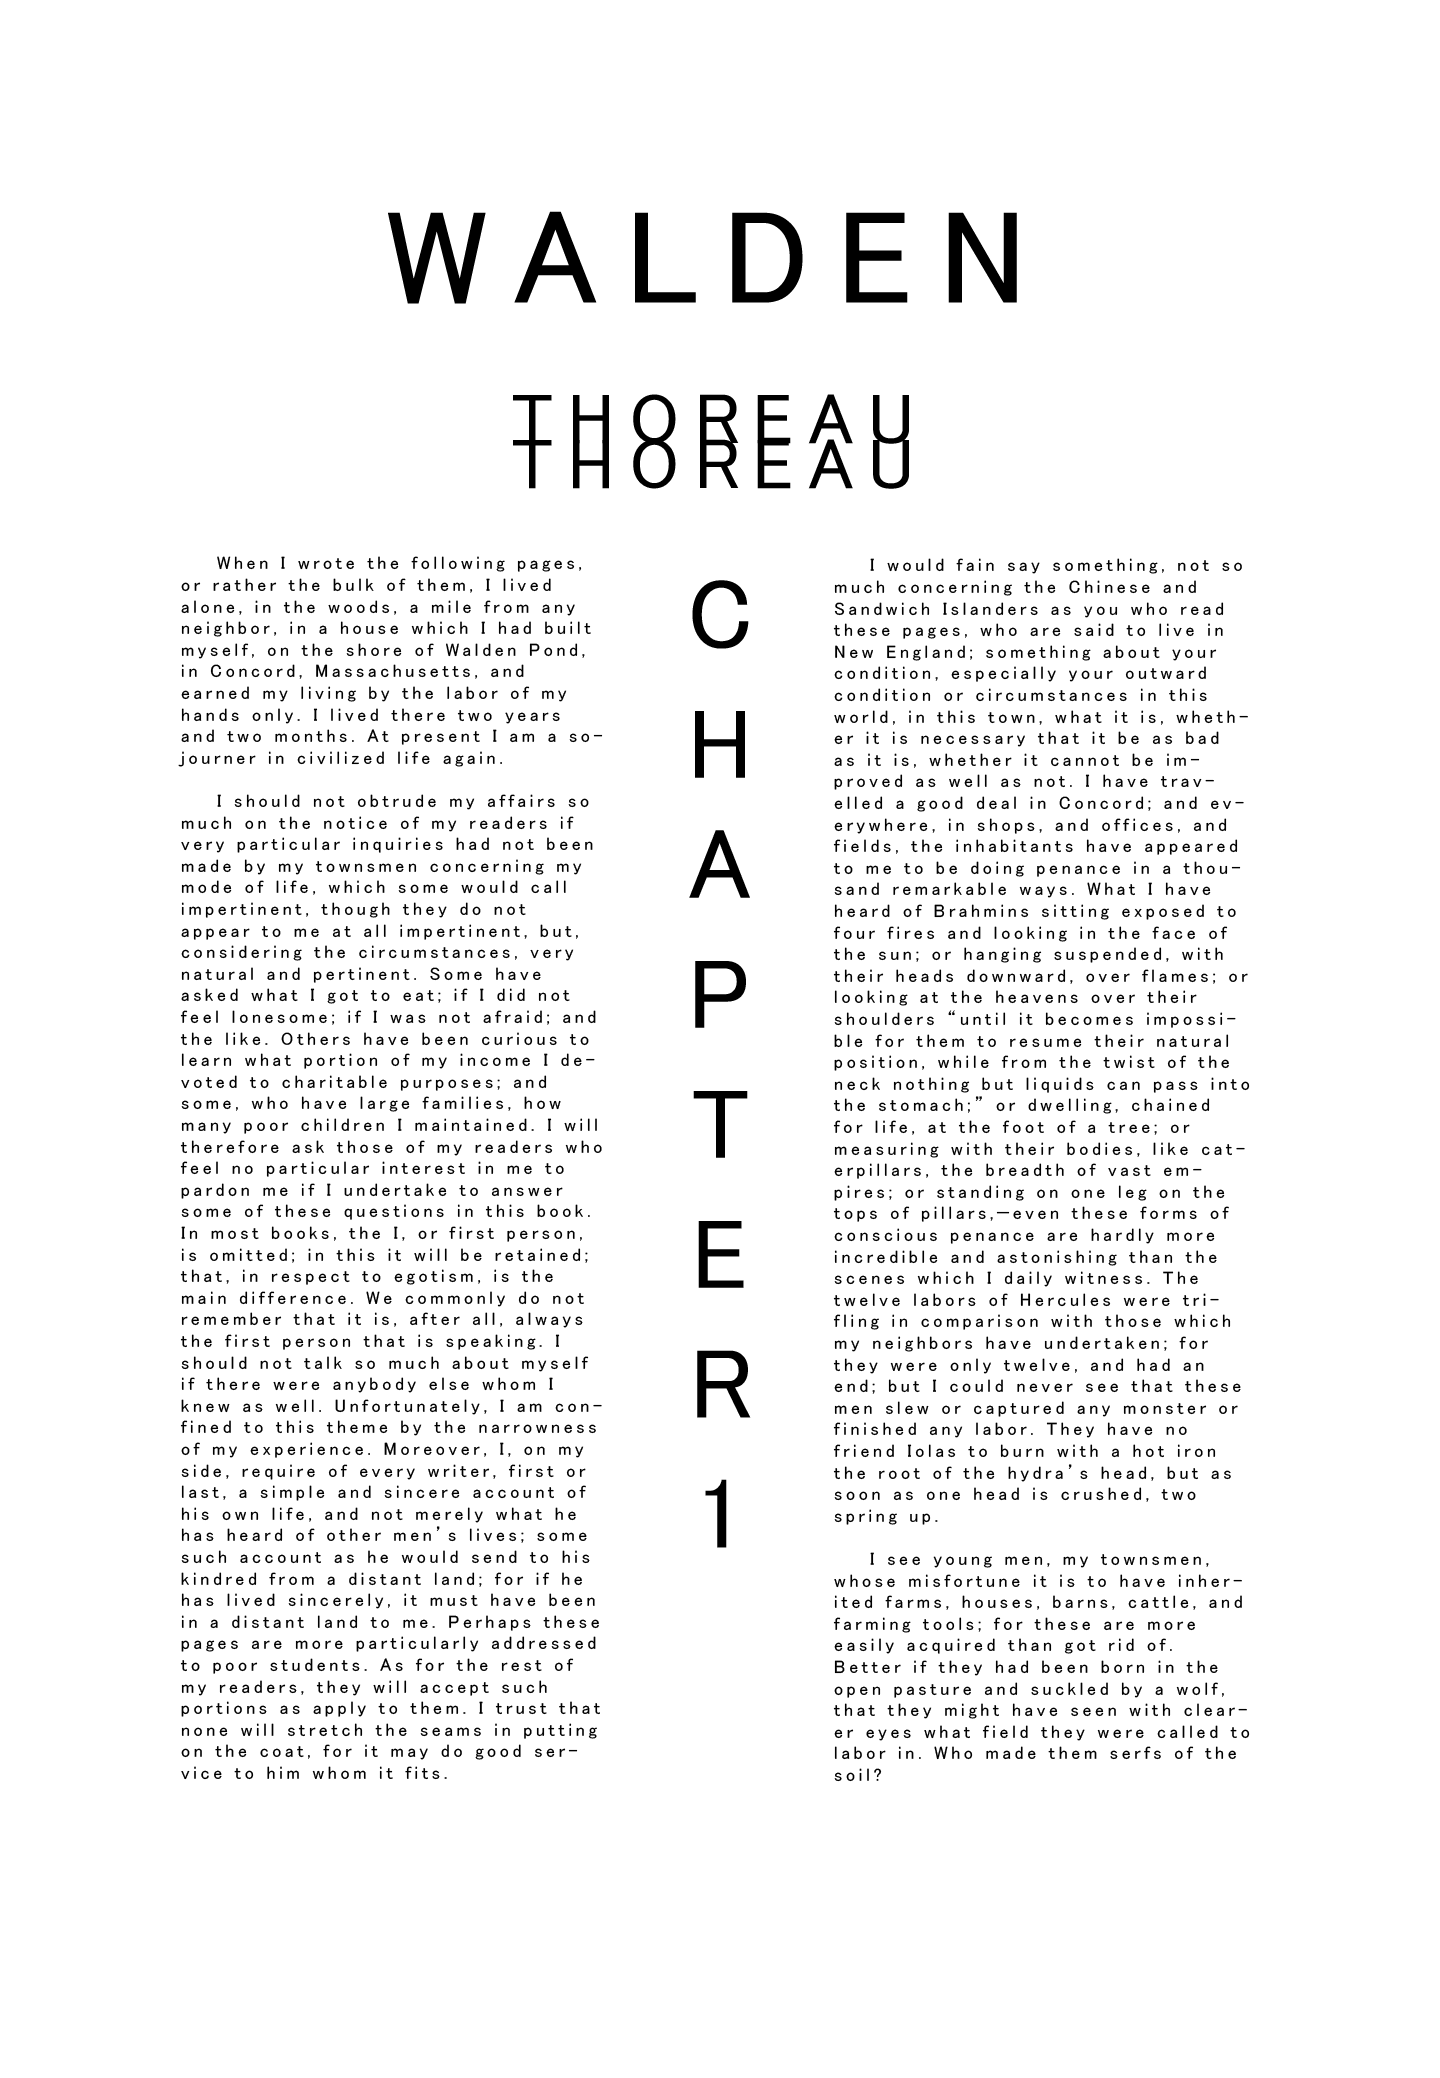 WALDEN
THOREAU
THOREAU
When I wrote the following pages,
or rather the bulk of them, I lived
alone, in the woods, a mile from any
neighbor, in a house which I had built
myself, on the shore of Walden Pond,
in Concord, Massachusetts, and
earned my living by the labor of my
hands only. I lived there two years
and two months. At present I am a so-
journer in civilized life again.
I should not obtrude my affairs so
much on the notice of my readers if
very particular inquiries had not been
made by my townsmen concerning my
mode of life, which some would call
impertinent, though they do not
appear to me at all impertinent, but,
considering the circumstances, very
natural and pertinent. Some have
asked what I got to eat; if I did not
feel lonesome; if I was not afraid; and
the like. Others have been curious to
learn what portion of my income I de-
voted to charitable purposes; and
some, who have large families, how
many poor children I maintained. I will
therefore ask those of my readers who
feel no particular interest in me to
pardon me if I undertake to answer
some of these questions in this book.
In most books, the I, or first person,
is omitted; in this it will be retained;
that, in respect to egotism, is the
main difference. We commonly do not
remember that it is, after all, always
the first person that is speaking. I
should not talk so much about myself
if there were anybody else whom I
knew as well. Unfortunately, I am con-
fined to this theme by the narrowness
of my experience. Moreover, I, on my
side, require of every writer, first or
last, a simple and sincere account of
his own life, and not merely what he
has heard of other men’s lives; some
such account as he would send to his
kindred from a distant land; for if he
has lived sincerely, it must have been
in a distant land to me. Perhaps these
pages are more particularly addressed
to poor students. As for the rest of
my readers, they will accept such
portions as apply to them. I trust that
none will stretch the seams in putting
on the coat, for it may do good ser-
vice to him whom it fits.
CHAPTER 1
I would fain say something, not so
much concerning the Chinese and
Sandwich Islanders as you who read
these pages, who are said to live in
New England; something about your
condition, especially your outward
condition or circumstances in this
world, in this town, what it is, wheth-
er it is necessary that it be as bad
as it is, whether it cannot be im-
proved as well as not. I have trav-
elled a good deal in Concord; and ev-
erywhere, in shops, and offices, and
fields, the inhabitants have appeared
to me to be doing penance in a thou-
sand remarkable ways. What I have
heard of Brahmins sitting exposed to
four fires and looking in the face of
the sun; or hanging suspended, with
their heads downward, over flames; or
looking at the heavens over their
shoulders “until it becomes impossi-
ble for them to resume their natural
position, while from the twist of the
neck nothing but liquids can pass into
the stomach;” or dwelling, chained
for life, at the foot of a tree; or
measuring with their bodies, like cat-
erpillars, the breadth of vast em-
pires; or standing on one leg on the
tops of pillars,—even these forms of
conscious penance are hardly more
incredible and astonishing than the
scenes which I daily witness. The
twelve labors of Hercules were tri-
fling in comparison with those which
my neighbors have undertaken; for
they were only twelve, and had an
end; but I could never see that these
men slew or captured any monster or
finished any labor. They have no
friend Iolas to burn with a hot iron
the root of the hydra’s head, but as
soon as one head is crushed, two
spring up.
I see young men, my townsmen,
whose misfortune it is to have inher-
ited farms, houses, barns, cattle, and
farming tools; for these are more
easily acquired than got rid of.
Better if they had been born in the
open pasture and suckled by a wolf,
that they might have seen with clear-
er eyes what field they were called to
labor in. Who made them serfs of the
soil?